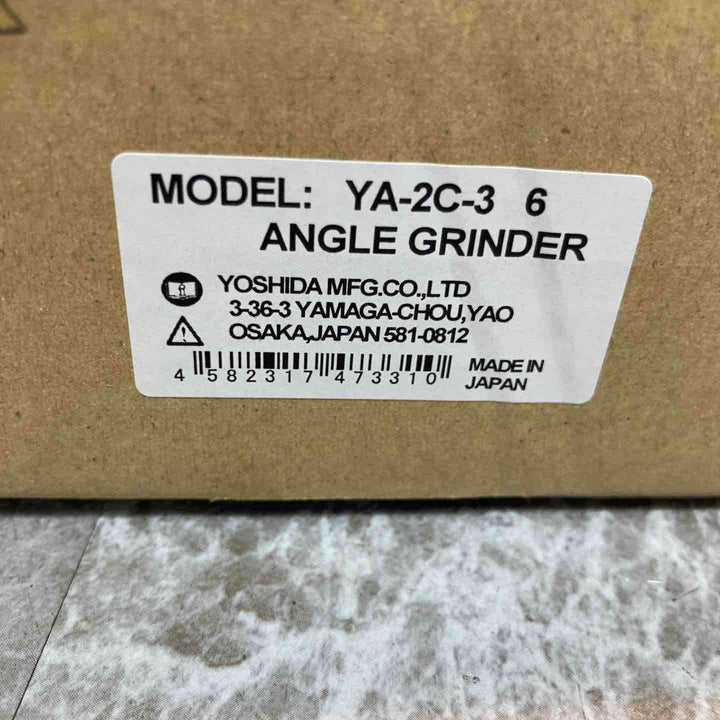 MODEL: YA-2C-3 6
ANGLE GRINDER
YOSHIDA MFG.CO.,LTD
3-36-3 YAMAGA-CHOU,YAO
OSAKA,JAPAN 581-0812
4 582317 473310
MADE IN
JAPAN